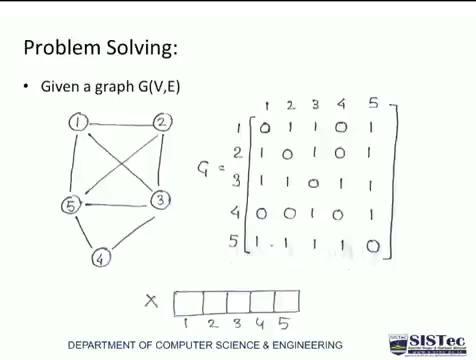 Problem Solving:
• Given a graph G(V,E)
1 2
5 3
4
1 2 3 4 5
1 0 1 1 0 1
2 1 0 1 0 1
G =
3 1 1 0 1 1
4 0 0 1 0 1
5 1 1 1 1 0
X
1 2 3 4 5
DEPARTMENT OF COMPUTER SCIENCE & ENGINEERING
SISTec